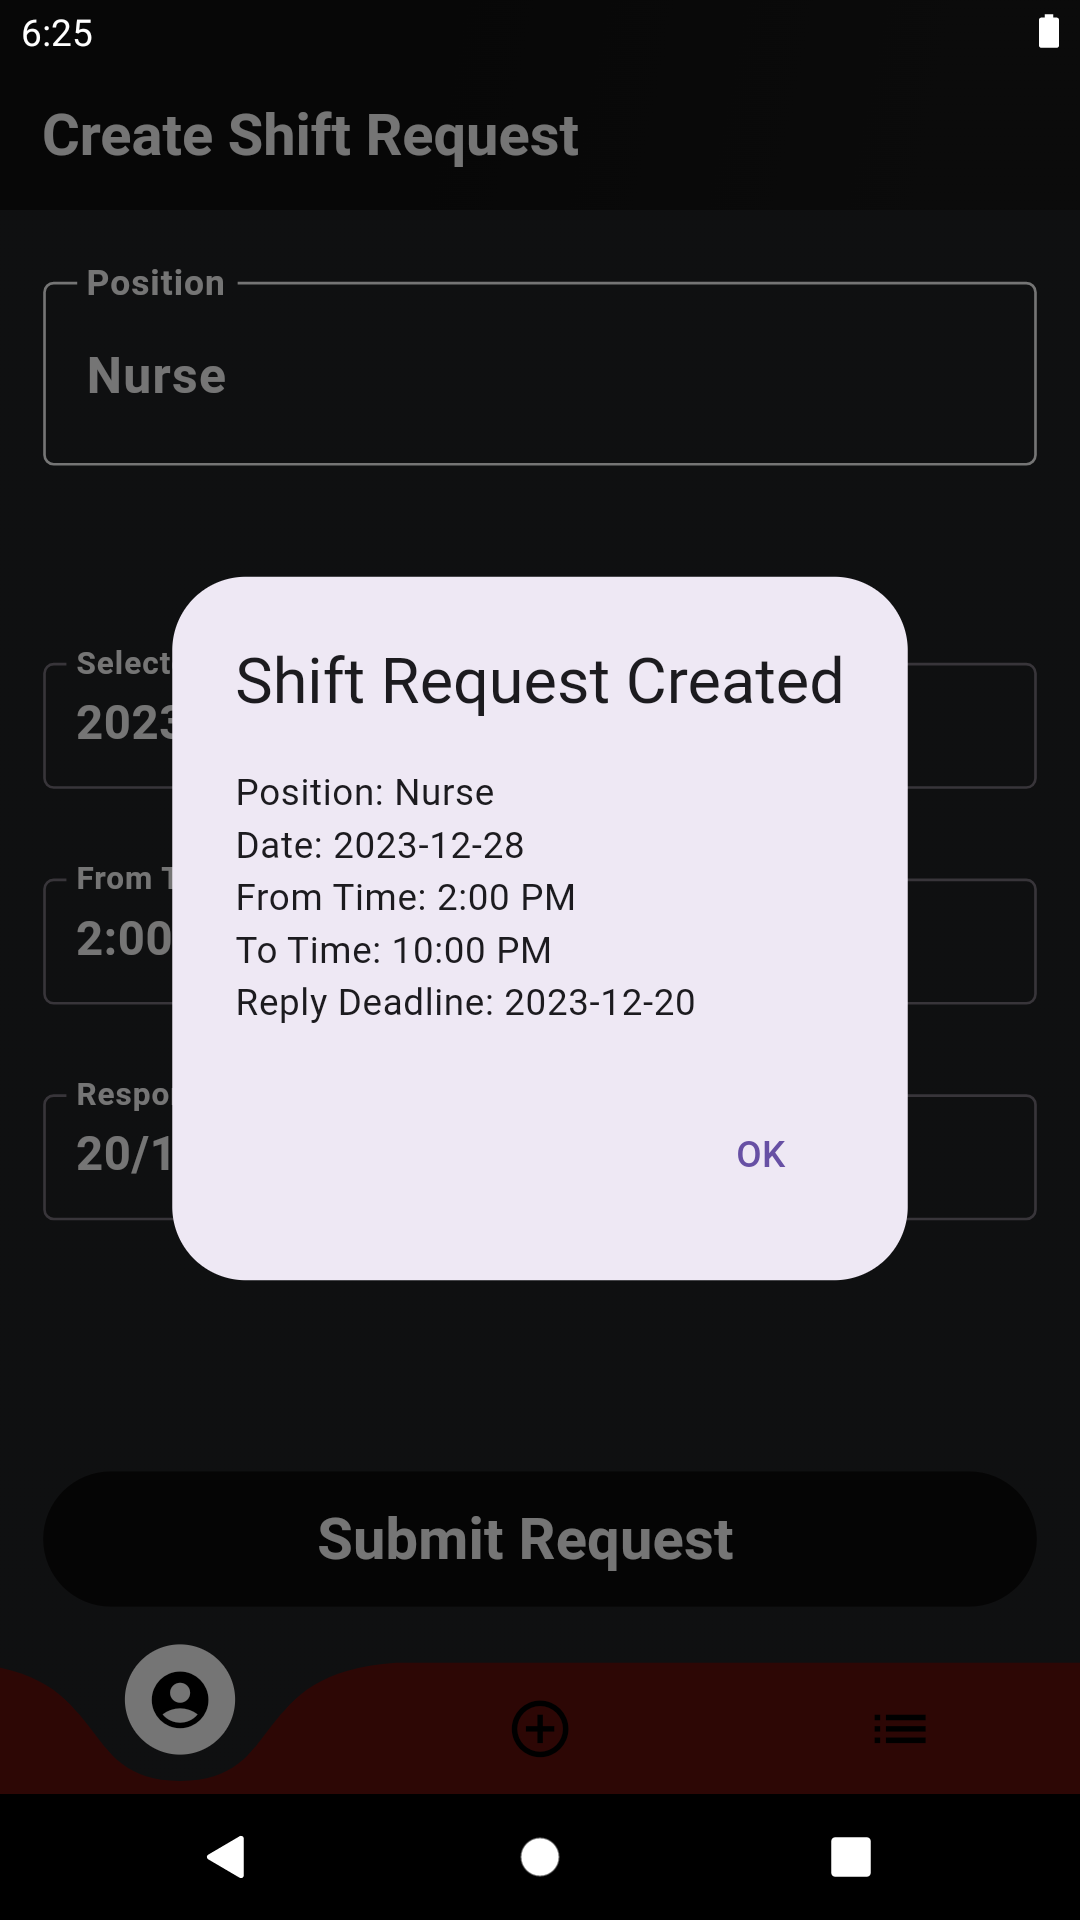 6:25
Create Shift Request
Position
Nurse
Shift Request Created
Position: Nurse
Date: 2023-12-28
From Time: 2:00 PM
To Time: 10:00 PM
Reply Deadline: 2023-12-20
OK
Select
2023
From
2:00
20/1
Submit Request